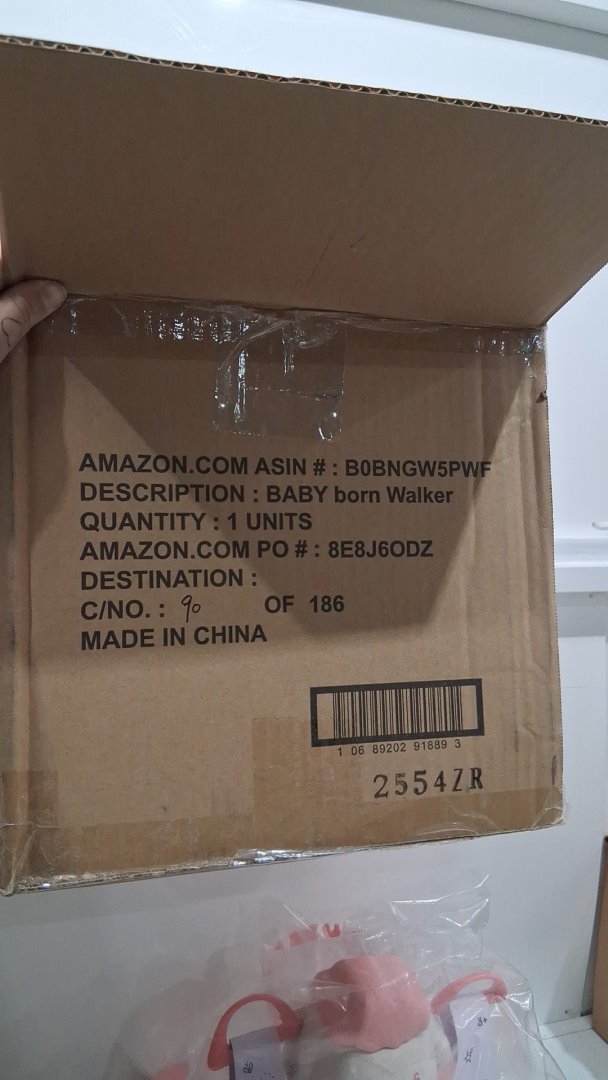 AMAZON.COM ASIN # : B0BNGW5PWF
DESCRIPTION : BABY born Walker
QUANTITY : 1 UNITS
AMAZON.COM PO # : 8E8J6ODZ
DESTINATION :
C/NO. : 90 OF 186
MADE IN CHINA
1 06 89202 91889 3
2554ZR
3+